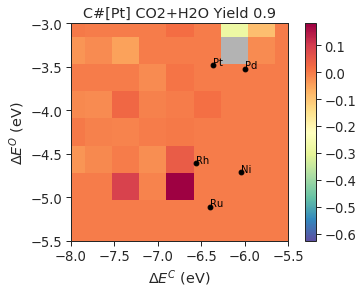 C#[Pt] CO2+H2O Yield 0.9
ΔE^O (eV)
−3.0
−3.5
−4.0
−4.5
−5.0
−5.5
Pt
Pd
Rh
Ni
Ru
−8.0 −7.5 −7.0 −6.5 −6.0 −5.5
ΔE^C (eV)
0.1
0.0
−0.1
−0.2
−0.3
−0.4
−0.5
−0.6